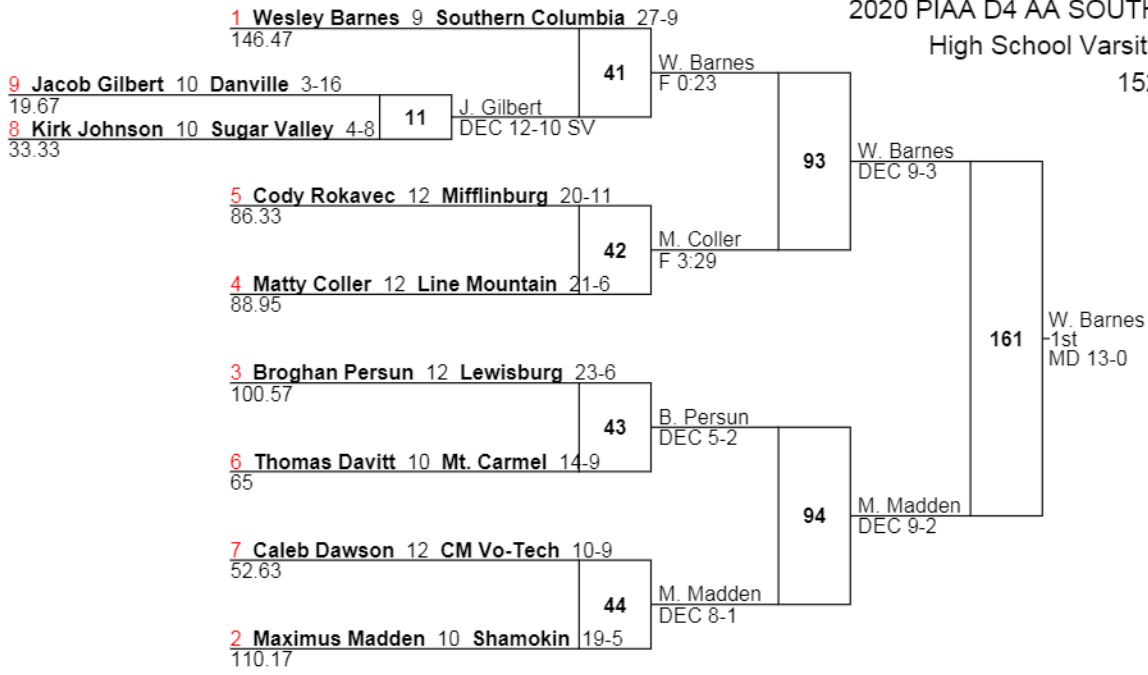 2020 PIAA D4 AA SOUTH
High School Varsit
15
1 Wesley Barnes 9 Southern Columbia 27-9
146.47
41
W. Barnes
F 0:23
9 Jacob Gilbert 10 Danville 3-16
19.67
11
J. Gilbert
DEC 12-10 SV
8 Kirk Johnson 10 Sugar Valley 4-8
33.33
93
W. Barnes
DEC 9-3
5 Cody Rokavec 12 Mifflinburg 20-11
86.33
42
M. Coller
F 3:29
4 Matty Coller 12 Line Mountain 21-6
88.95
161
W. Barnes
1st
MD 13-0
3 Broghan Persun 12 Lewisburg 23-6
100.57
43
B. Persun
DEC 5-2
6 Thomas Davitt 10 Mt. Carmel 14-9
65
94
M. Madden
DEC 9-2
7 Caleb Dawson 12 CM Vo-Tech 10-9
52.63
44
M. Madden
DEC 8-1
2 Maximus Madden 10 Shamokin 19-5
110.17